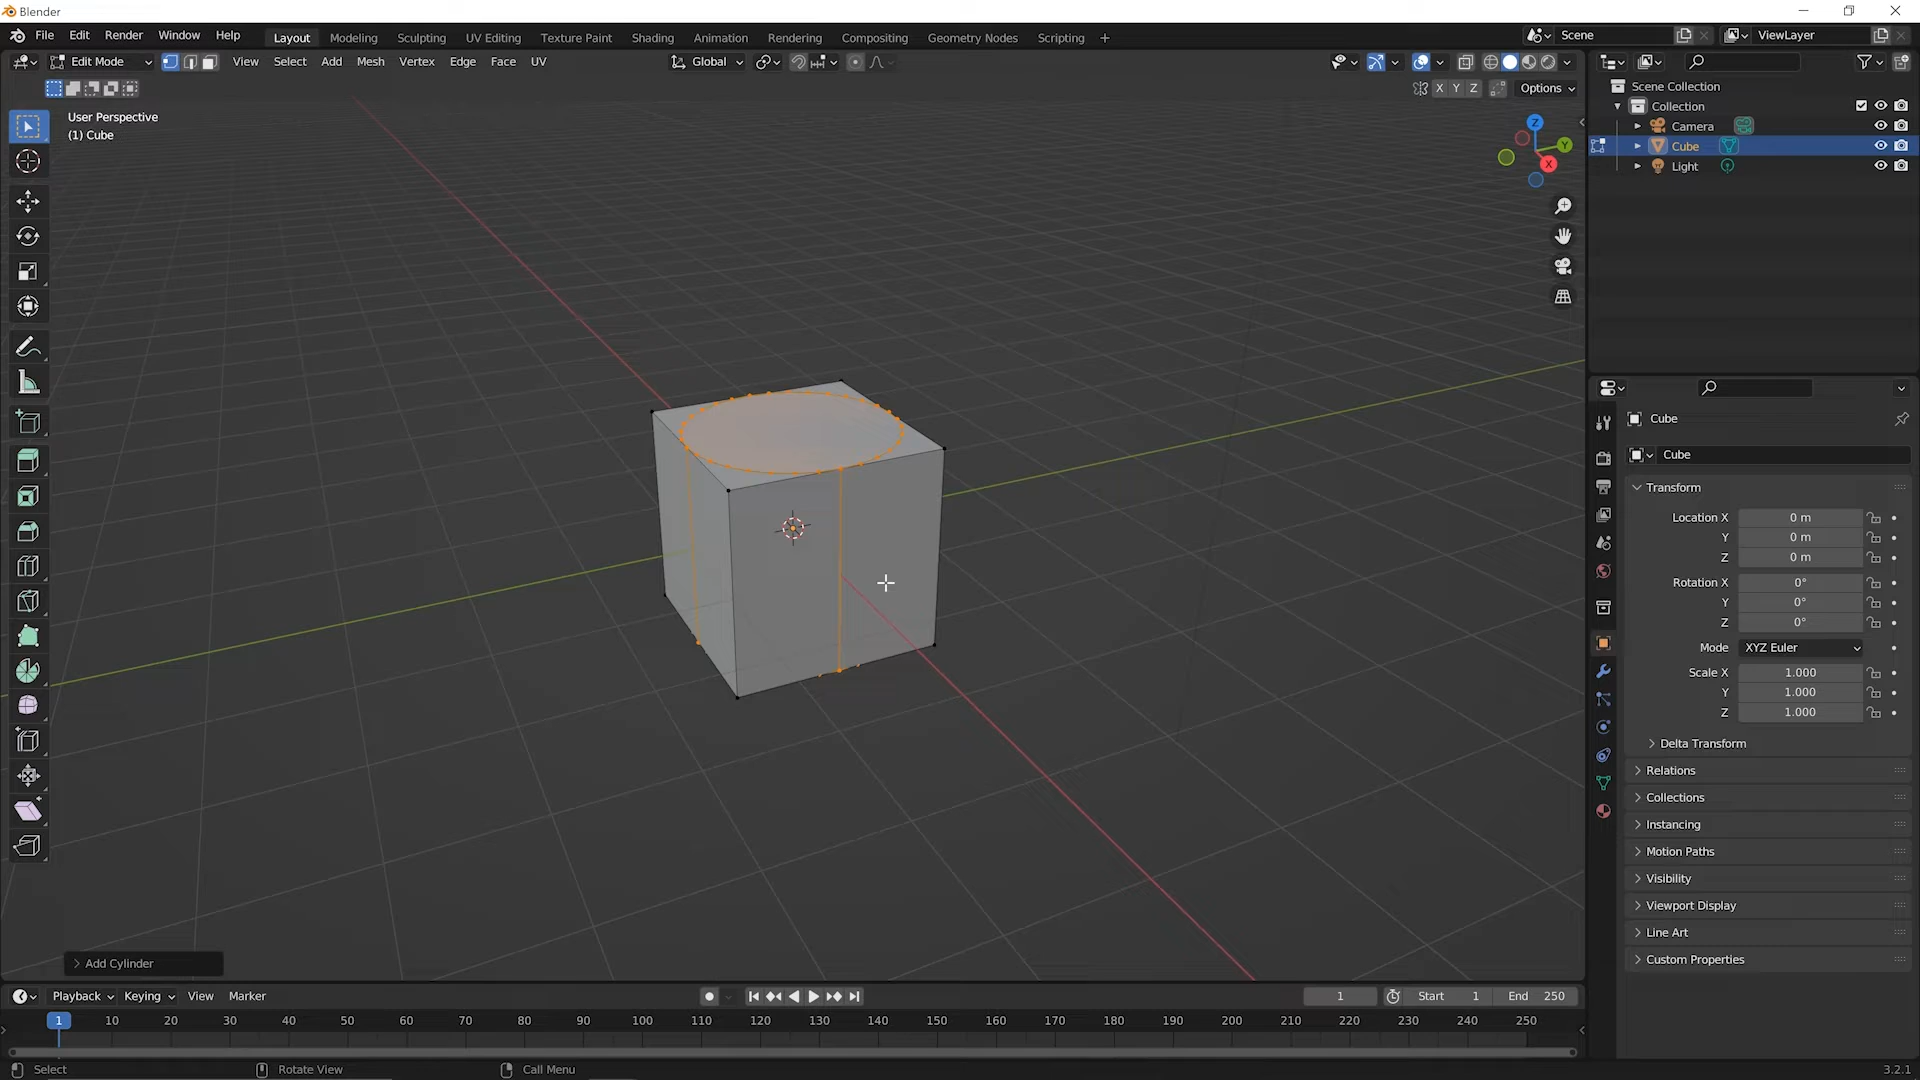 Blender
File Edit Render Window Help Layout Modeling Sculpting UV Editing Texture Paint Shading Animation Rendering Compositing Geometry Nodes Scripting + Scene ViewLayer
Edit Mode View Select Add Mesh Vertex Edge Face UV Global
X Y Z Options
User Perspective
(1) Cube
Z
Y
X
Scene Collection
Collection
Camera
Cube
Light
Cube
Cube
Transform
Location X 0 m
Y 0 m
Z 0 m
Rotation X 0°
Y 0°
Z 0°
Mode XYZ Euler
Scale X 1.000
Y 1.000
Z 1.000
Delta Transform
Relations
Collections
Instancing
Motion Paths
Visibility
Viewport Display
Line Art
Custom Properties
Add Cylinder
Playback Keying View Marker 1 Start 1 End 250
1 10 20 30 40 50 60 70 80 90 100 110 120 130 140 150 160 170 180 190 200 210 220 230 240 250
Select Rotate View Call Menu 3.2.1